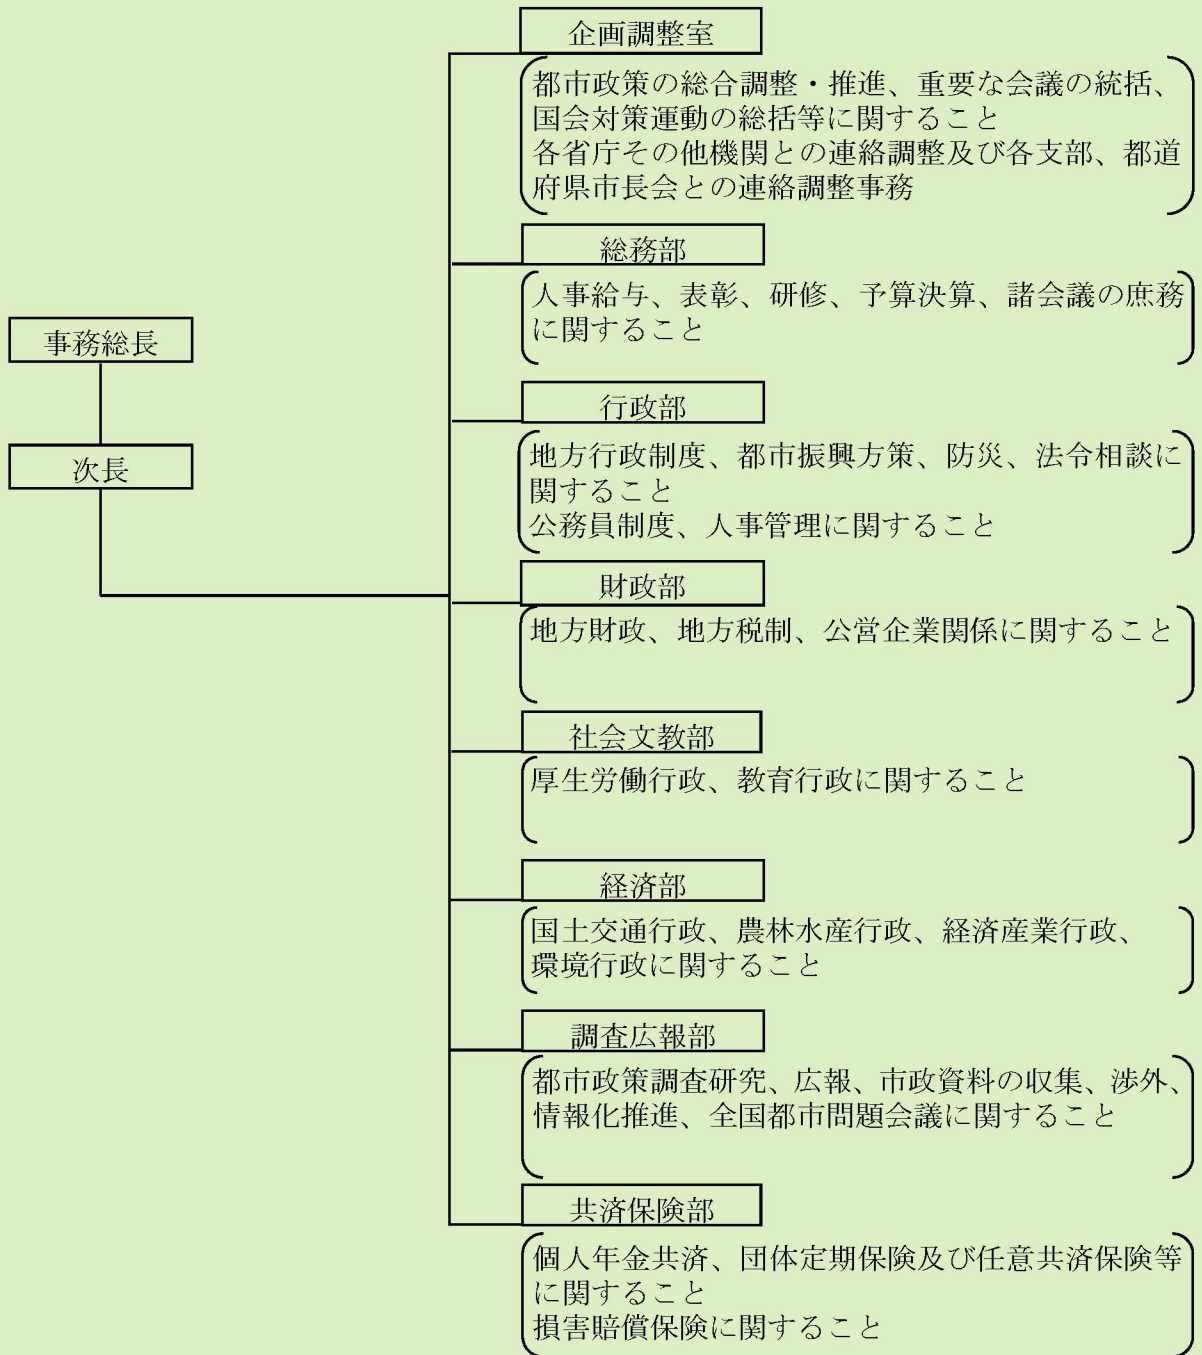 企画調整室
都市政策の総合調整・推進、重要な会議の統括、
国会対策運動の総括等に関すること
各省庁その他機関との連絡調整及び各支部、都道
府県市長会との連絡調整事務
総務部
人事給与、表彰、研修、予算決算、諸会議の庶務
に関すること
事務総長
次長
行政部
地方行政制度、都市振興方策、防災、法令相談に
関すること
公務員制度、人事管理に関すること
財政部
地方財政、地方税制、公営企業関係に関すること
社会文教部
厚生労働行政、教育行政に関すること
経済部
国土交通行政、農林水産行政、経済産業行政、
環境行政に関すること
調査広報部
都市政策調査研究、広報、市政資料の収集、渉外、
情報化推進、全国都市問題会議に関すること
共済保険部
個人年金共済、団体定期保険及び任意共済保険等
に関すること
損害賠償保険に関すること